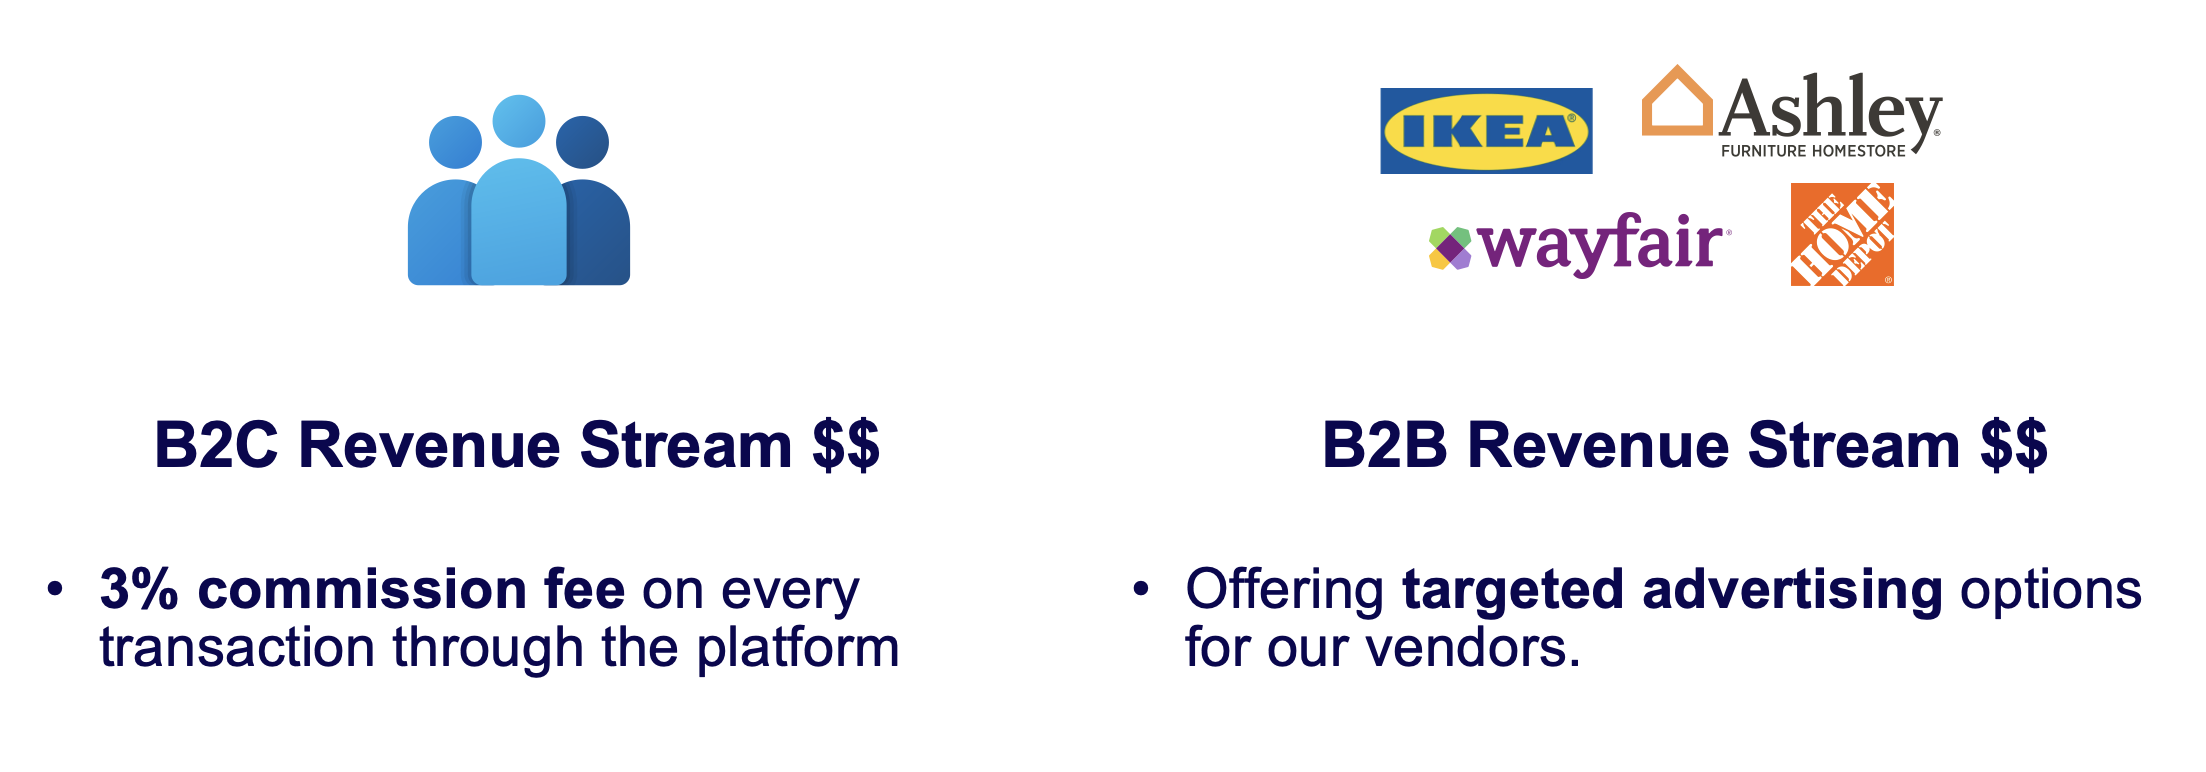 IKEA®
Ashley®
FURNITURE HOMESTORE
wayfair®
THE
HOME
DEPOT
®
B2C Revenue Stream $$
• 3% commission fee on every
transaction through the platform
B2B Revenue Stream $$
• Offering targeted advertising options
for our vendors.